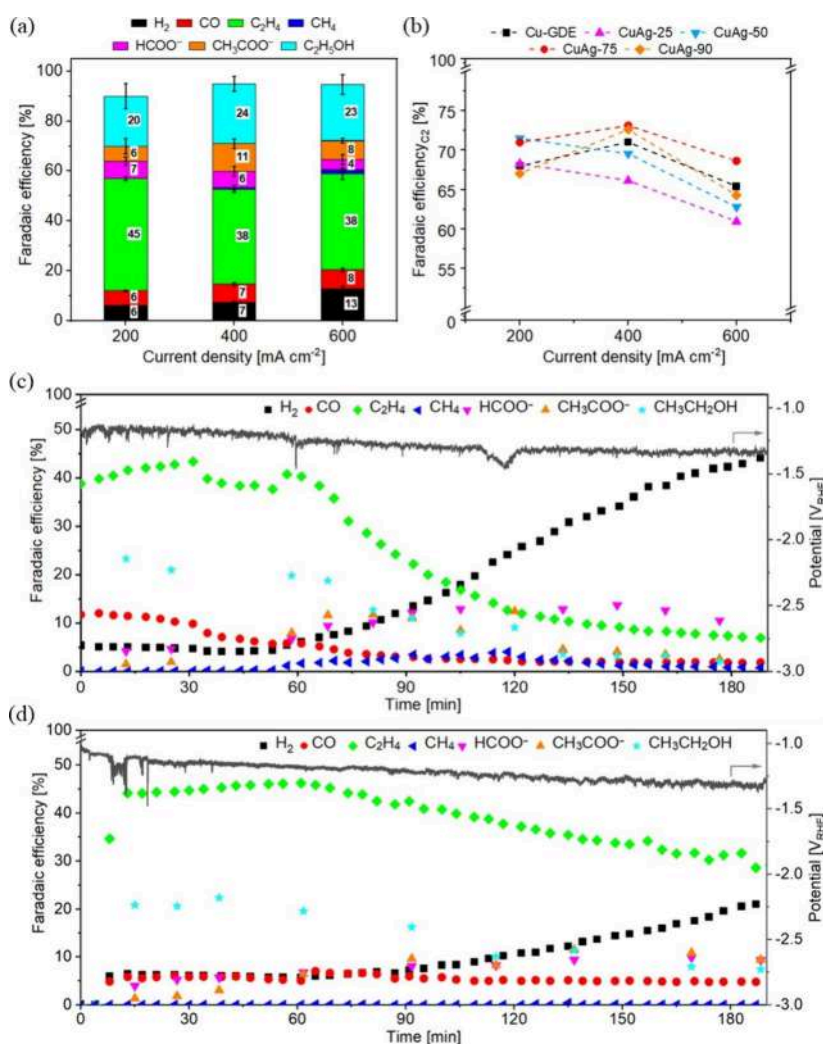 (a)
H₂ CO C₂H₄ CH₄
HCOO⁻ CH₃COO⁻ C₂H₅OH
Faradaic efficiency [%]
100
80
60
40
20
0
20
6
7
45
6
6
24
11
6
38
7
7
23
8
4
38
8
13
200 400 600
Current density [mA cm⁻²]
(b)
Cu-GDE CuAg-25 CuAg-50
CuAg-75 CuAg-90
Faradaic efficiency_C2 [%]
100
75
70
65
60
55
0
200 400 600
Current density [mA cm⁻²]
(c)
H₂ CO C₂H₄ CH₄ HCOO⁻ CH₃COO⁻ CH₃CH₂OH
Faradaic efficiency [%]
100
50
40
30
20
10
0
0 30 60 90 120 150 180
Time [min]
-1.0
-1.5
-2.0
-2.5
-3.0
Potential [V_RHE]
(d)
H₂ CO C₂H₄ CH₄ HCOO⁻ CH₃COO⁻ CH₃CH₂OH
Faradaic efficiency [%]
100
50
40
30
20
10
0
0 30 60 90 120 150 180
Time [min]
-1.0
-1.5
-2.0
-2.5
-3.0
Potential [V_RHE]